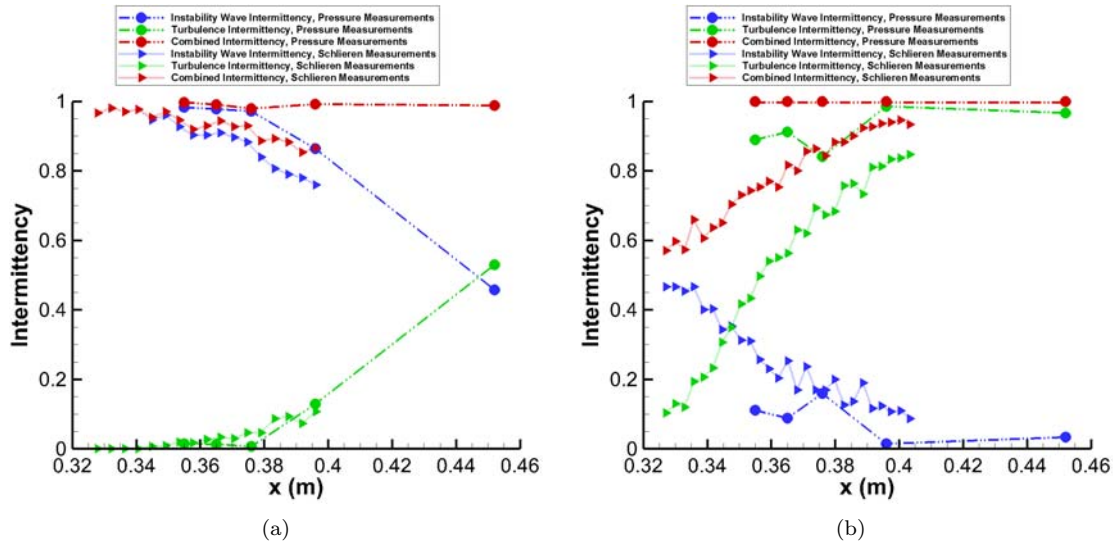 Instability Wave Intermittency, Pressure Measurements
Turbulence Intermittency, Pressure Measurements
Combined Intermittency, Pressure Measurements
Instability Wave Intermittency, Schlieren Measurements
Turbulence Intermittency, Schlieren Measurements
Combined Intermittency, Schlieren Measurements
1
0.8
0.6
0.4
0.2
0
Intermittency
0.32 0.34 0.36 0.38 0.4 0.42 0.44 0.46
x (m)
(a)
Instability Wave Intermittency, Pressure Measurements
Turbulence Intermittency, Pressure Measurements
Combined Intermittency, Pressure Measurements
Instability Wave Intermittency, Schlieren Measurements
Turbulence Intermittency, Schlieren Measurements
Combined Intermittency, Schlieren Measurements
1
0.8
0.6
0.4
0.2
0
Intermittency
0.32 0.34 0.36 0.38 0.4 0.42 0.44 0.46
x (m)
(b)